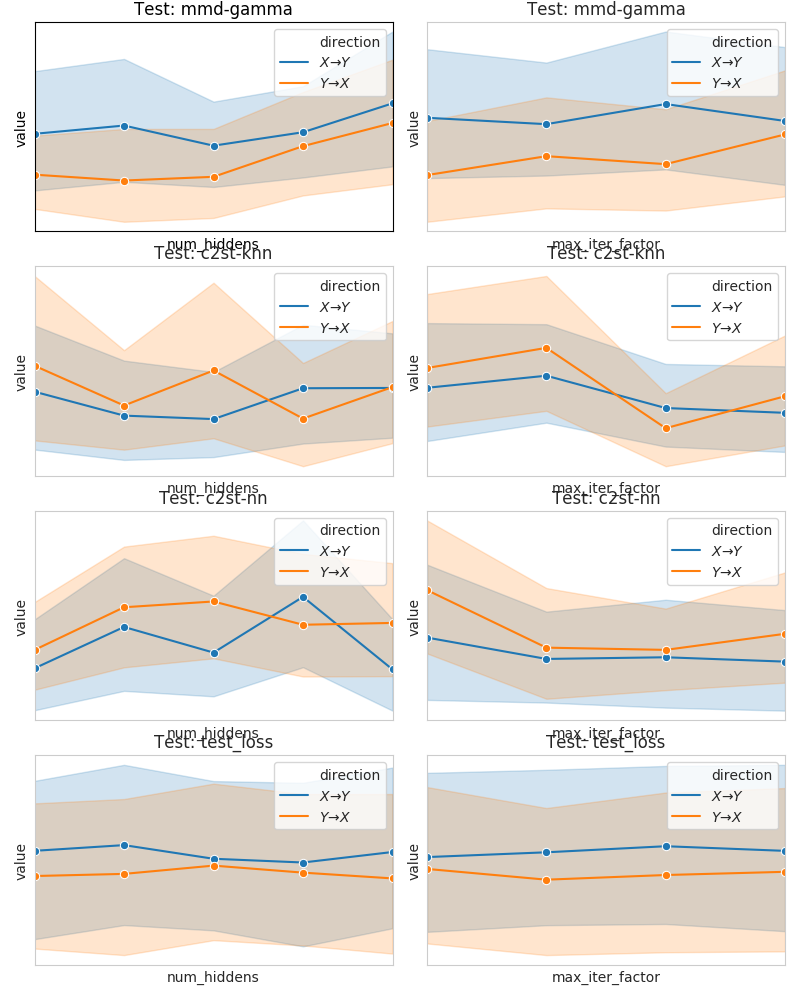 Test: mmd-gamma
direction
X→Y
Y→X
value
num_hiddens
Test: mmd-gamma
direction
X→Y
Y→X
value
max_iter_factor
Test: c2st-knn
direction
X→Y
Y→X
value
num_hiddens
Test: c2st-knn
direction
X→Y
Y→X
value
max_iter_factor
Test: c2st-nn
direction
X→Y
Y→X
value
num_hiddens
Test: c2st-nn
direction
X→Y
Y→X
value
max_iter_factor
Test: test_loss
direction
X→Y
Y→X
value
num_hiddens
Test: test_loss
direction
X→Y
Y→X
value
max_iter_factor